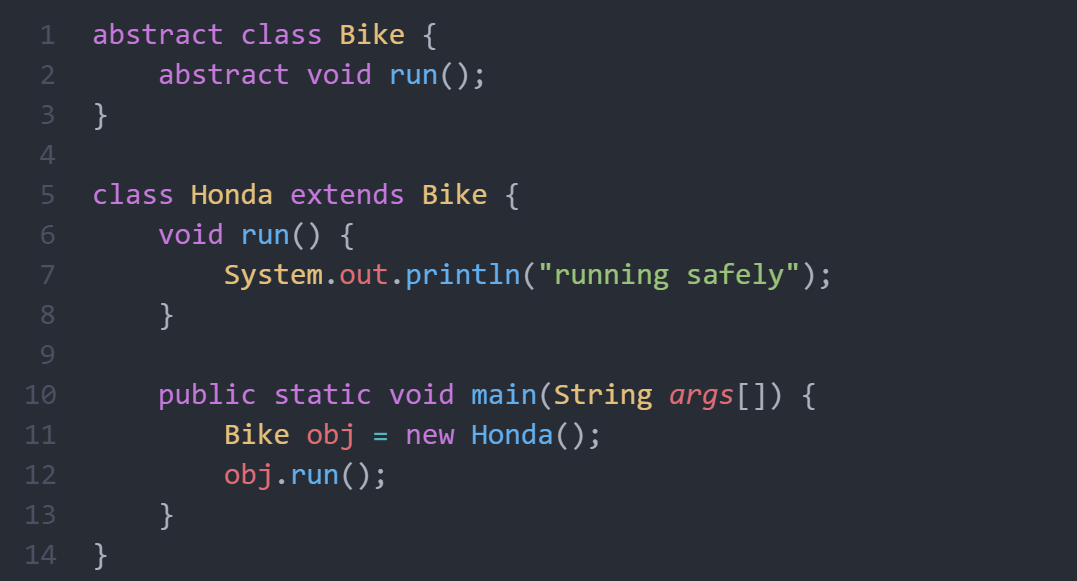 1 abstract class Bike {
2     abstract void run();
3 }
4
5 class Honda extends Bike {
6     void run() {
7         System.out.println("running safely");
8     }
9
10     public static void main(String args[]) {
11         Bike obj = new Honda();
12         obj.run();
13     }
14 }